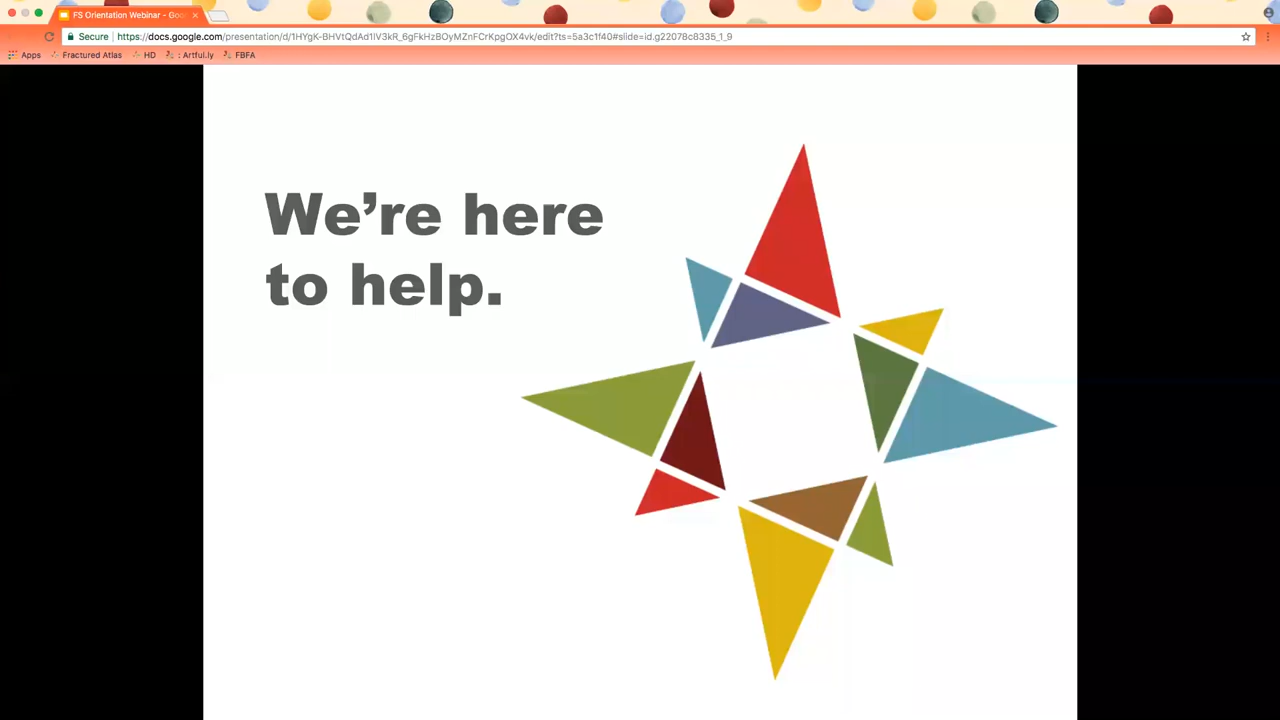 FS Orientation Webinar - Goo
Secure
https://docs.google.com/presentation/d/1HYgK-BHVtQdAd1IV3kR_6gFkHzBOyMZnFCrKpgOX4vk/edit?ts=5a3c1f40#slide=id.g22078c8335_1_9
Apps Fractured Atlas HD : Artful.ly FBFA
We're here
to help.